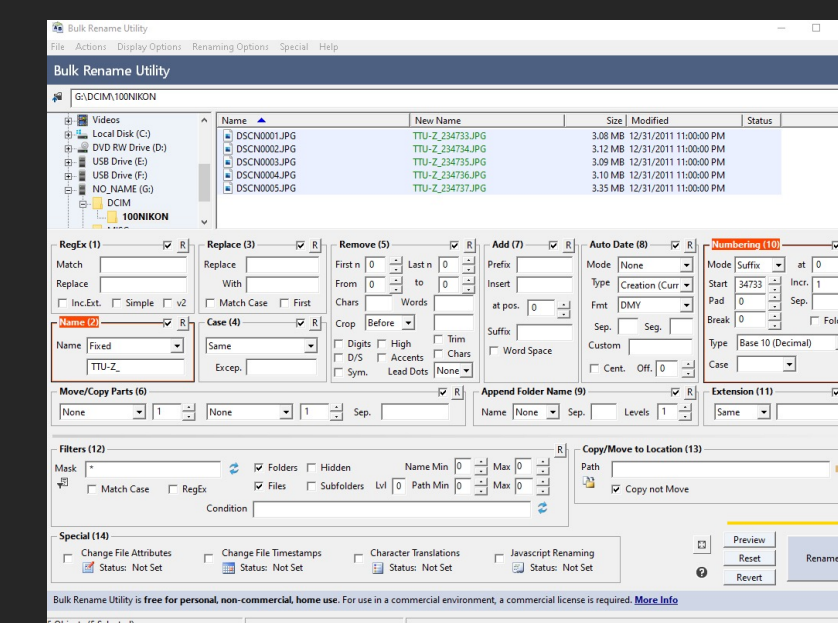 Bulk Rename Utility
File Actions Display Options Renaming Options Special Help
Bulk Rename Utility
G:\DCIM\100NIKON
Videos
Local Disk (C:)
DVD RW Drive (D:)
USB Drive (E:)
USB Drive (F:)
NO_NAME (G:)
DCIM
100NIKON
Name New Name Size Modified Status
DSCN0001.JPG TTU-Z_234733.JPG 3.08 MB 12/31/2011 11:00:00 PM
DSCN0002.JPG TTU-Z_234734.JPG 3.12 MB 12/31/2011 11:00:00 PM
DSCN0003.JPG TTU-Z_234735.JPG 3.09 MB 12/31/2011 11:00:00 PM
DSCN0004.JPG TTU-Z_234736.JPG 3.10 MB 12/31/2011 11:00:00 PM
DSCN0005.JPG TTU-Z_234737.JPG 3.35 MB 12/31/2011 11:00:00 PM
RegEx (1) R
Match
Replace
Inc.Ext. Simple v2
Replace (3) R
Replace
With
Match Case First
Remove (5) R
First n 0 Last n 0
From 0 to 0
Chars Words
Crop Before
Digits High Trim
D/S Accents Chars
Sym. Lead Dots None
Add (7) R
Prefix
Insert
at pos. 0
Suffix
Word Space
Auto Date (8) R
Mode None
Type Creation (Curr
Fmt DMY
Sep. Seg.
Custom
Cent. Off. 0
Numbering (10)
Mode Suffix at 0
Start 34733 Incr. 1
Pad 0 Sep.
Break 0 Fol
Type Base 10 (Decimal)
Case
Name (2) R
Name Fixed
TTU-Z_
Case (4) R
Same
Excep.
Move/Copy Parts (6) R
None 1 None 1 Sep.
Append Folder Name (9) R
Name None Sep. Levels 1
Extension (11)
Same
Filters (12) R
Mask * Folders Hidden Name Min 0 Max 0
Match Case RegEx Files Subfolders Lvl 0 Path Min 0 Max 0
Condition
Copy/Move to Location (13)
Path
Copy not Move
Special (14)
Change File Attributes Change File Timestamps Character Translations Javascript Renaming
Status: Not Set Status: Not Set Status: Not Set Status: Not Set
Preview
Reset
Revert
Rename
Bulk Rename Utility is free for personal, non-commercial, home use. For use in a commercial environment, a commercial license is required. More Info